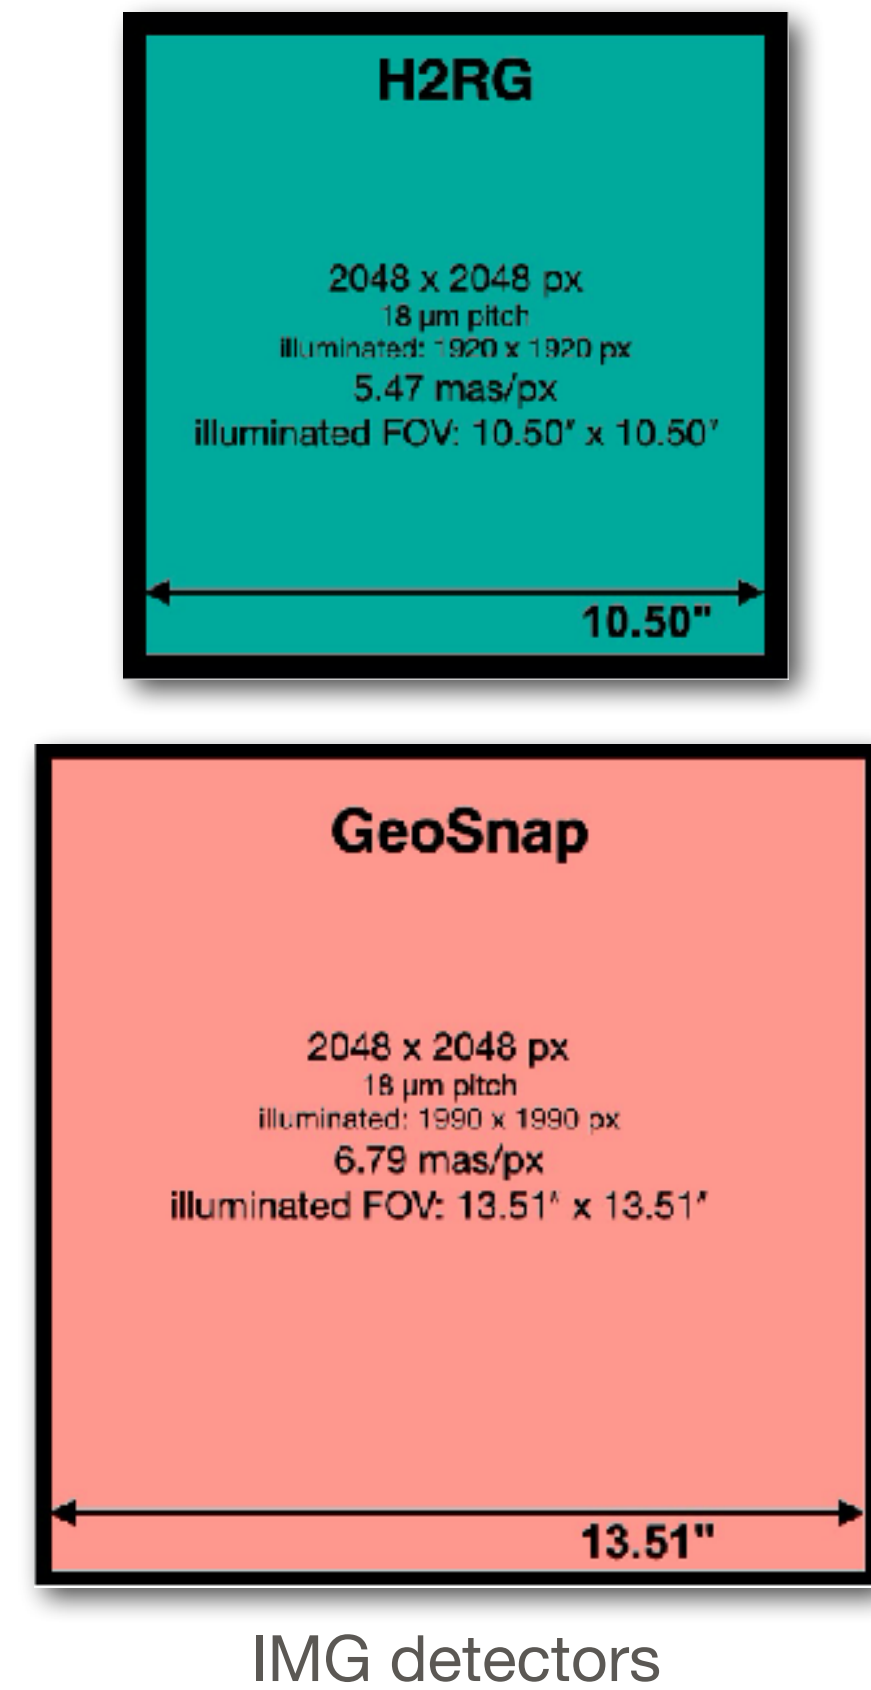 H2RG
2048 x 2048 px
18 µm pitch
illuminated: 1920 x 1920 px
5.47 mas/px
illuminated FOV: 10.50″ x 10.50″
10.50"
GeoSnap
2048 x 2048 px
18 µm pitch
illuminated: 1990 x 1990 px
6.79 mas/px
illuminated FOV: 13.51″ x 13.51″
13.51"
IMG detectors